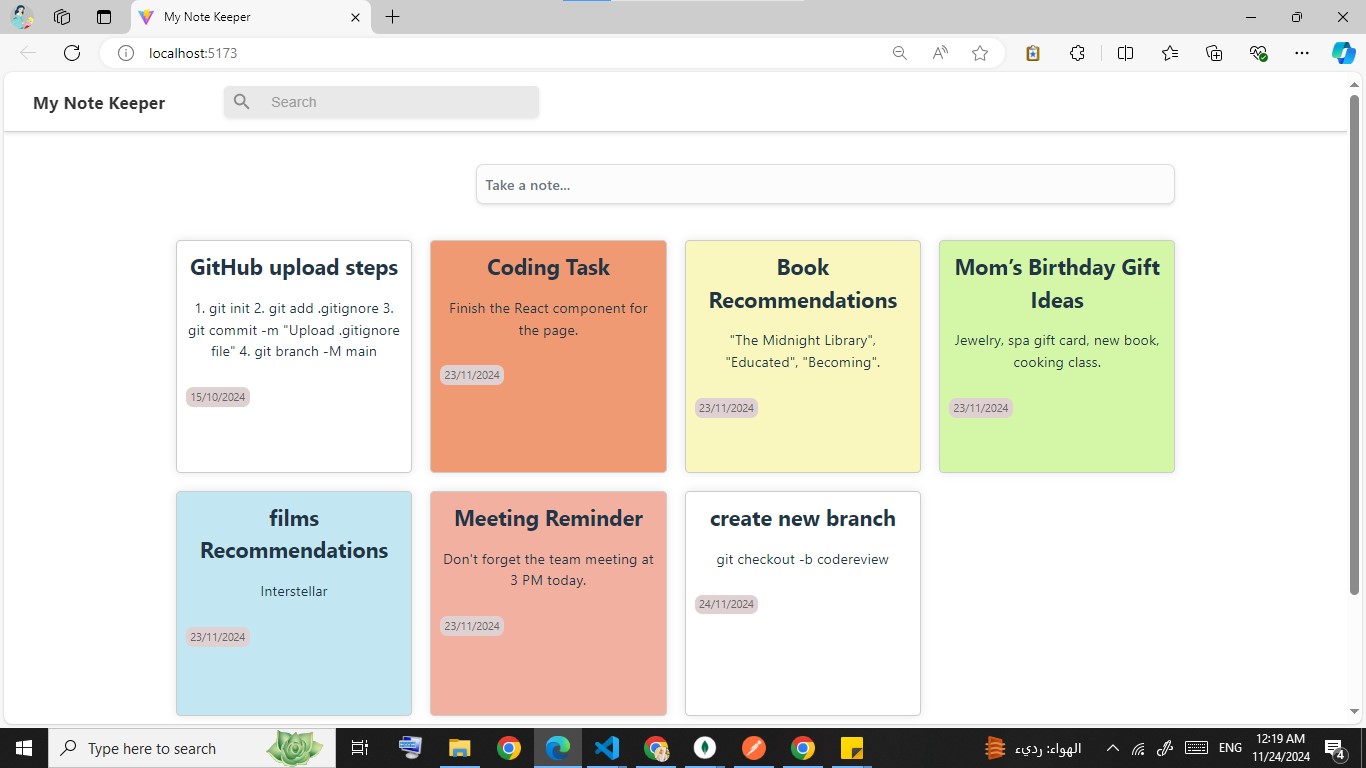 My Note Keeper
localhost:5173
My Note Keeper
Search
Take a note...
GitHub upload steps
1. git init 2. git add .gitignore 3.
git commit -m "Upload .gitignore
file" 4. git branch -M main
15/10/2024
Coding Task
Finish the React component for
the page.
23/11/2024
Book
Recommendations
"The Midnight Library",
"Educated", "Becoming".
23/11/2024
Mom’s Birthday Gift
Ideas
Jewelry, spa gift card, new book,
cooking class.
23/11/2024
films
Recommendations
Interstellar
23/11/2024
Meeting Reminder
Don't forget the team meeting at
3 PM today.
23/11/2024
create new branch
git checkout -b codereview
24/11/2024
Type here to search
الهواء: رديء
ENG
12:19 AM
11/24/2024
4